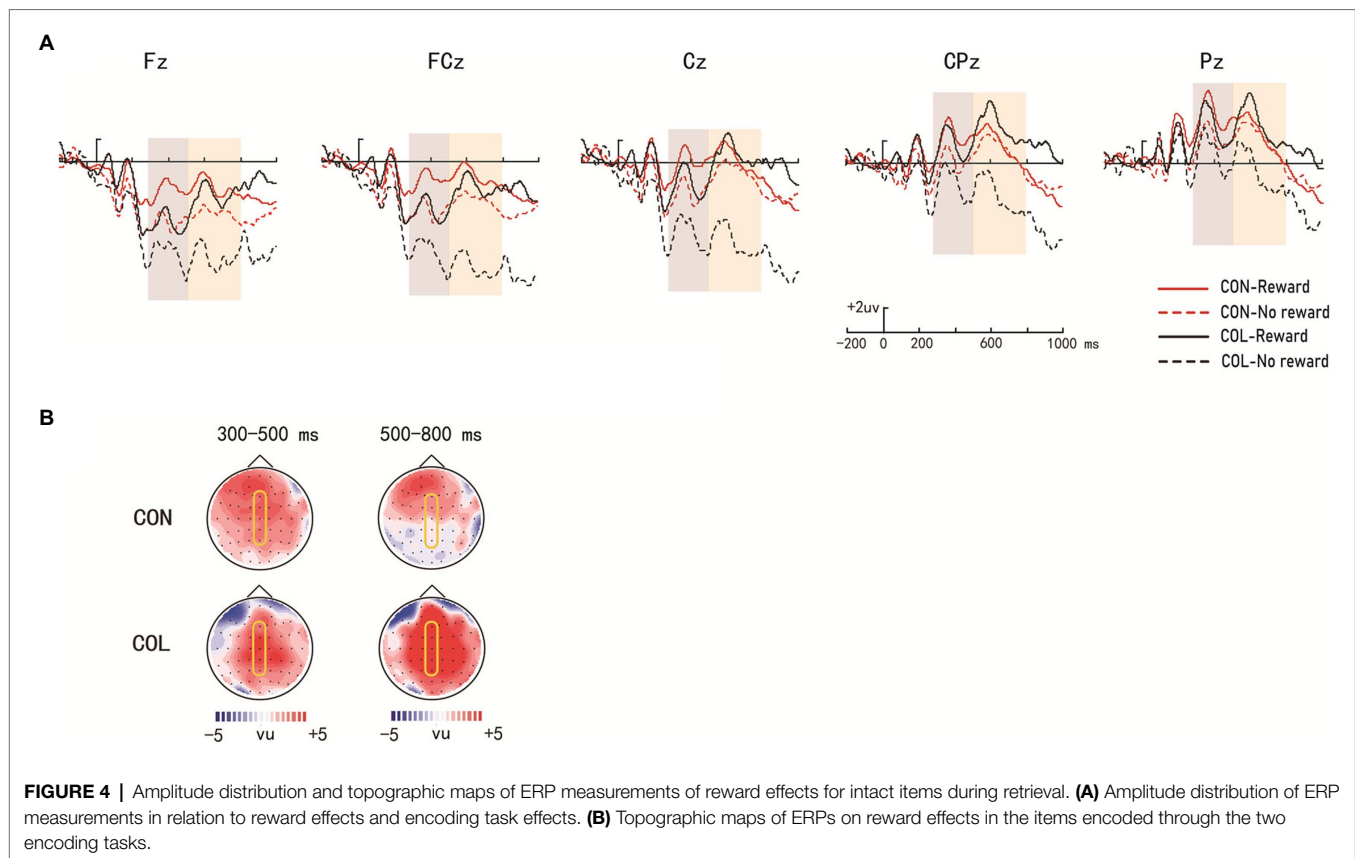 A
Fz FCz Cz CPz Pz
CON-Reward
CON-No reward
COL-Reward
COL-No reward
+2uv
-200 0 200 600 1000 ms
B
300-500 ms 500-800 ms
CON
COL
-5 vu +5 -5 vu +5
FIGURE 4 | Amplitude distribution and topographic maps of ERP measurements of reward effects for intact items during retrieval. (A) Amplitude distribution of ERP
measurements in relation to reward effects and encoding task effects. (B) Topographic maps of ERPs on reward effects in the items encoded through the two
encoding tasks.